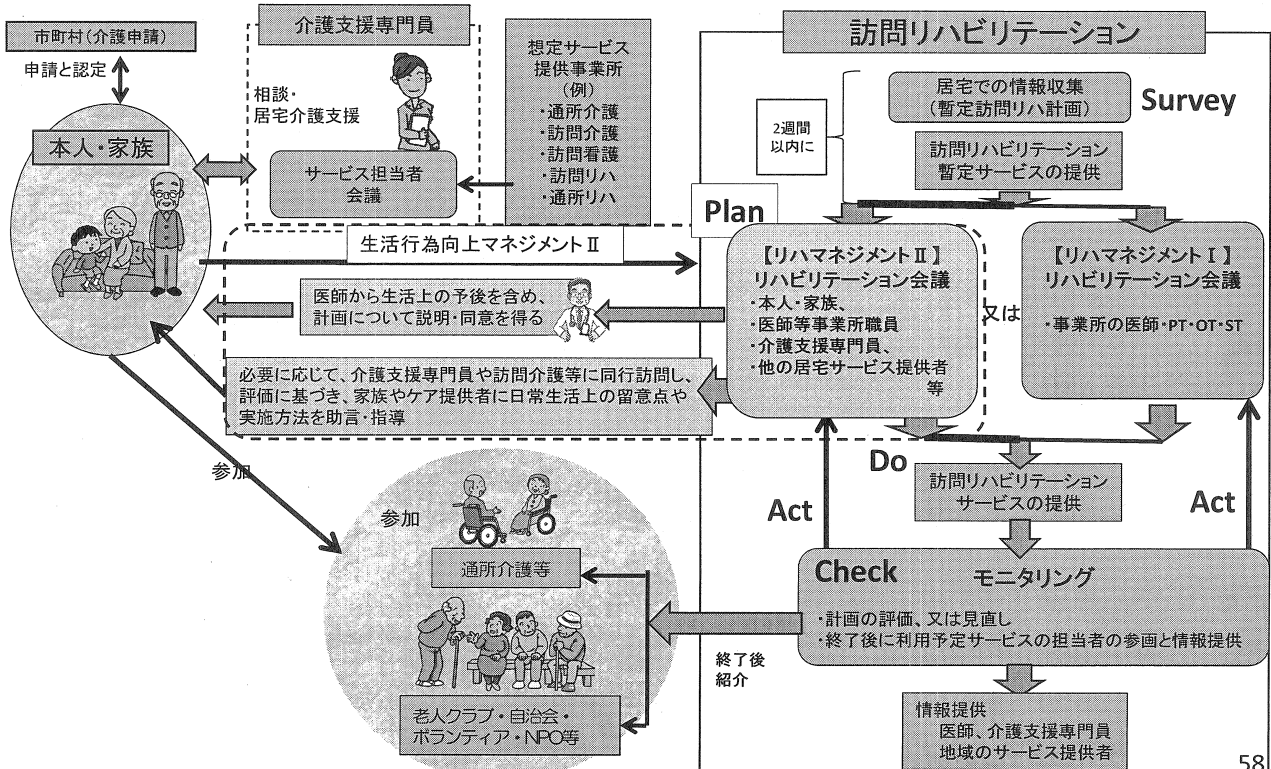 市町村(介護申請)
申請と認定
本人・家族
介護支援専門員
相談・
居宅介護支援
サービス担当者
会議
想定サービス
提供事業所
(例)
・通所介護
・訪問介護
・訪問看護
・訪問リハ
・通所リハ
訪問リハビリテーション
2週間
以内に
居宅での情報収集
(暫定訪問リハ計画)
Survey
訪問リハビリテーション
暫定サービスの提供
Plan
生活行為向上マネジメントⅡ
医師から生活上の予後を含め、
計画について説明・同意を得る
必要に応じて、介護支援専門員や訪問介護等に同行訪問し、
評価に基づき、家族やケア提供者に日常生活上の留意点や
実施方法を助言・指導
【リハマネジメントⅡ】
リハビリテーション会議
・本人・家族、
・医師等事業所職員
・介護支援専門員、
・他の居宅サービス提供者
等
又は
【リハマネジメントⅠ】
リハビリテーション会議
・事業所の医師・PT・OT・ST
Do
訪問リハビリテーション
サービスの提供
Act
Act
Check
モニタリング
・計画の評価、又は見直し
・終了後に利用予定サービスの担当者の参画と情報提供
終了後
紹介
情報提供
医師、介護支援専門員
地域のサービス提供者
参加
参加
通所介護等
老人クラブ・自治会・
ボランティア・NPO等
58